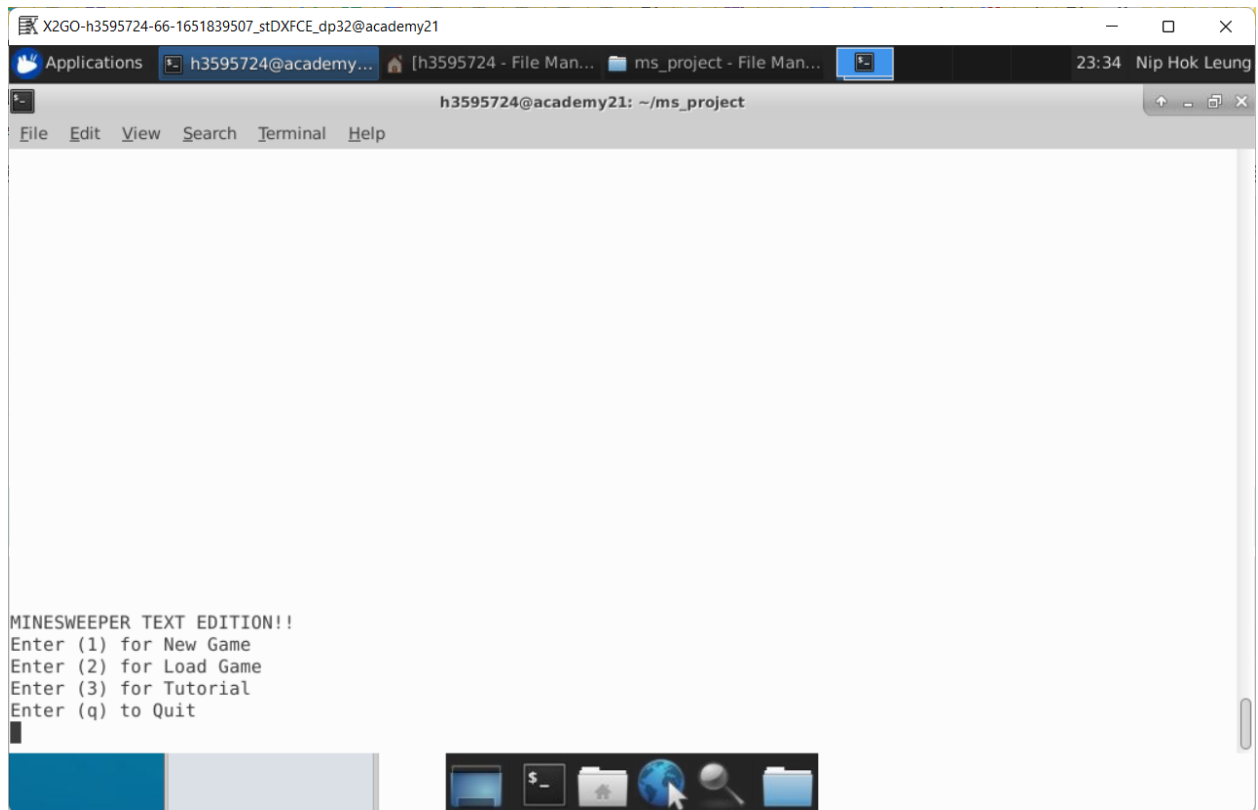 X2GO-h3595724-66-1651839507_stDXFCE_dp32@academy21
Applications h3595724@academy... [h3595724 - File Man... ms_project - File Man... 23:34 Nip Hok Leung
h3595724@academy21: ~/ms_project
File Edit View Search Terminal Help
MINESWEEPER TEXT EDITION!!
Enter (1) for New Game
Enter (2) for Load Game
Enter (3) for Tutorial
Enter (q) to Quit